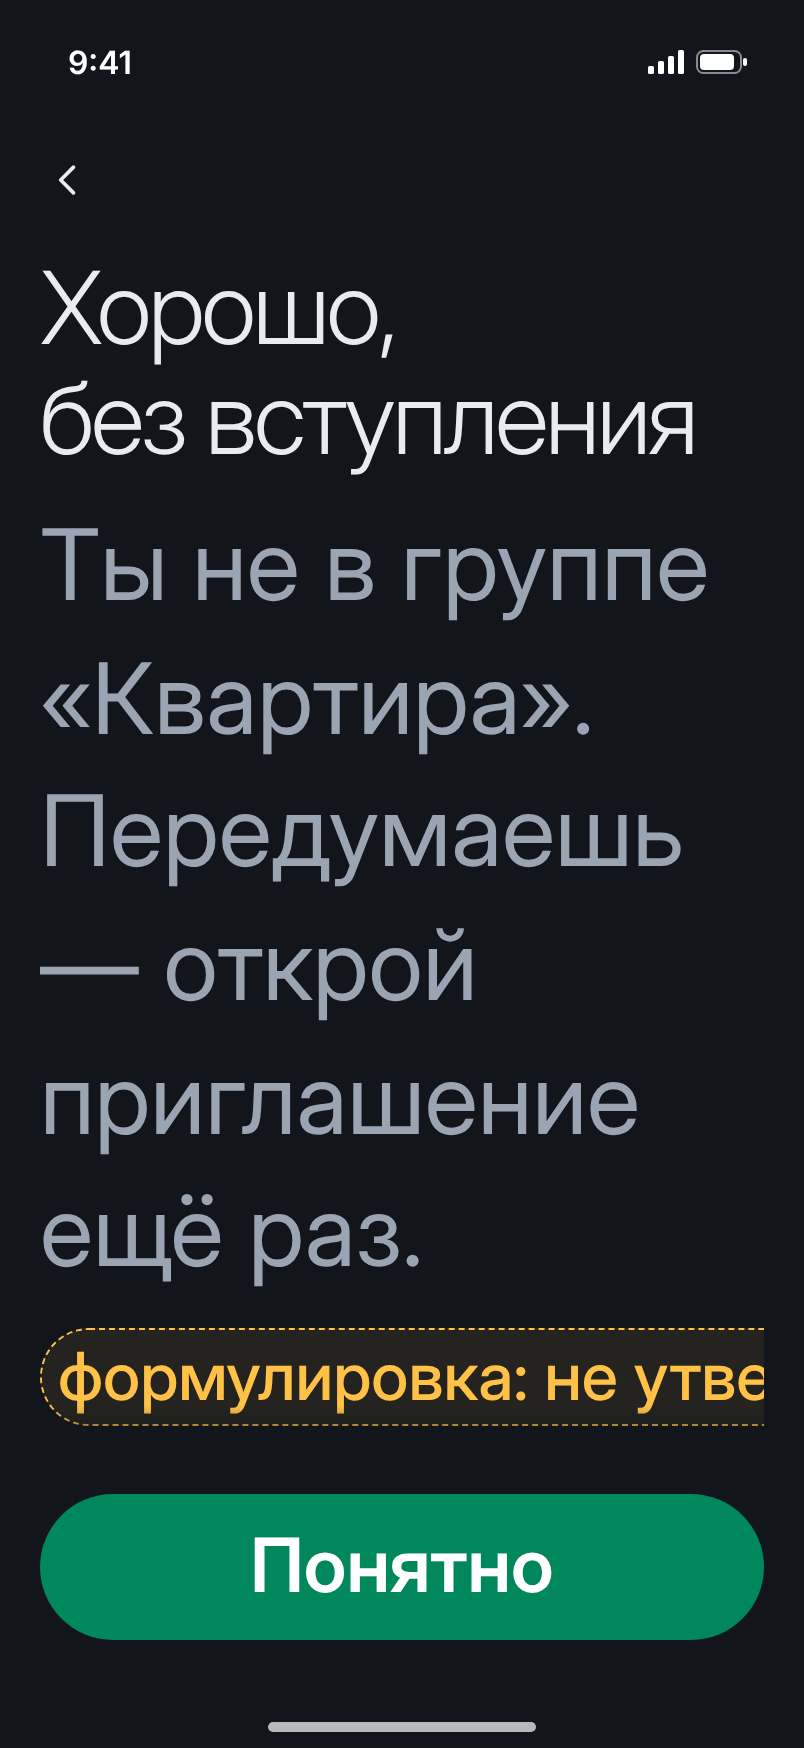 9:41
Хорошо,
без вступления
Ты не в группе
«Квартира».
Передумаешь
— открой
приглашение
ещё раз.
формулировка: не утве
Понятно